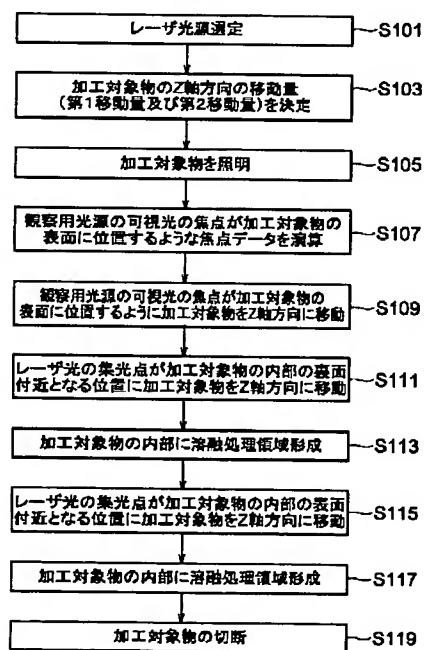 レーザ光源選定
S101
加工対象物のZ軸方向の移動量
(第1移動量及び第2移動量)を決定
S103
加工対象物を照明
S105
観察用光源の可視光の焦点が加工対象物の
表面に位置するような焦点データを演算
S107
観察用光源の可視光の焦点が加工対象物の
表面に位置するように加工対象物をZ軸方向に移動
S109
レーザ光の集光点が加工対象物の内部の裏面
付近となる位置に加工対象物をZ軸方向に移動
S111
加工対象物の内部に溶融処理領域形成
S113
レーザ光の集光点が加工対象物の内部の表面
付近となる位置に加工対象物をZ軸方向に移動
S115
加工対象物の内部に溶融処理領域形成
S117
加工対象物の切断
S119